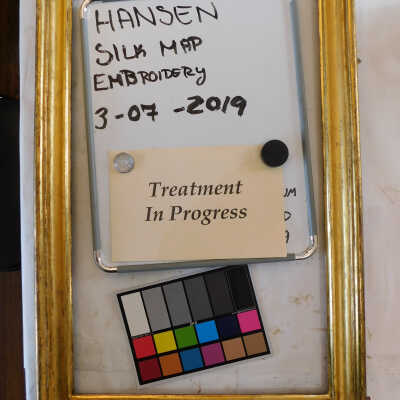 HANSEN
SILK MAP
EMBROIDERY
3-07-2019
Treatment
In Progress